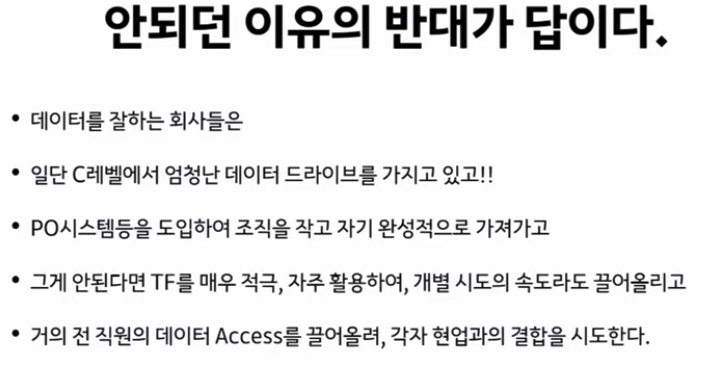 안되던 이유의 반대가 답이다.
• 데이터를 잘하는 회사들은
• 일단 C레벨에서 엄청난 데이터 드라이브를 가지고 있고!!
• PO시스템등을 도입하여 조직을 작고 자기 완성적으로 가져가고
• 그게 안된다면 TF를 매우 적극, 자주 활용하여, 개별 시도의 속도라도 끌어올리고
• 거의 전 직원의 데이터 Access를 끌어올려, 각자 현업과의 결합을 시도한다.